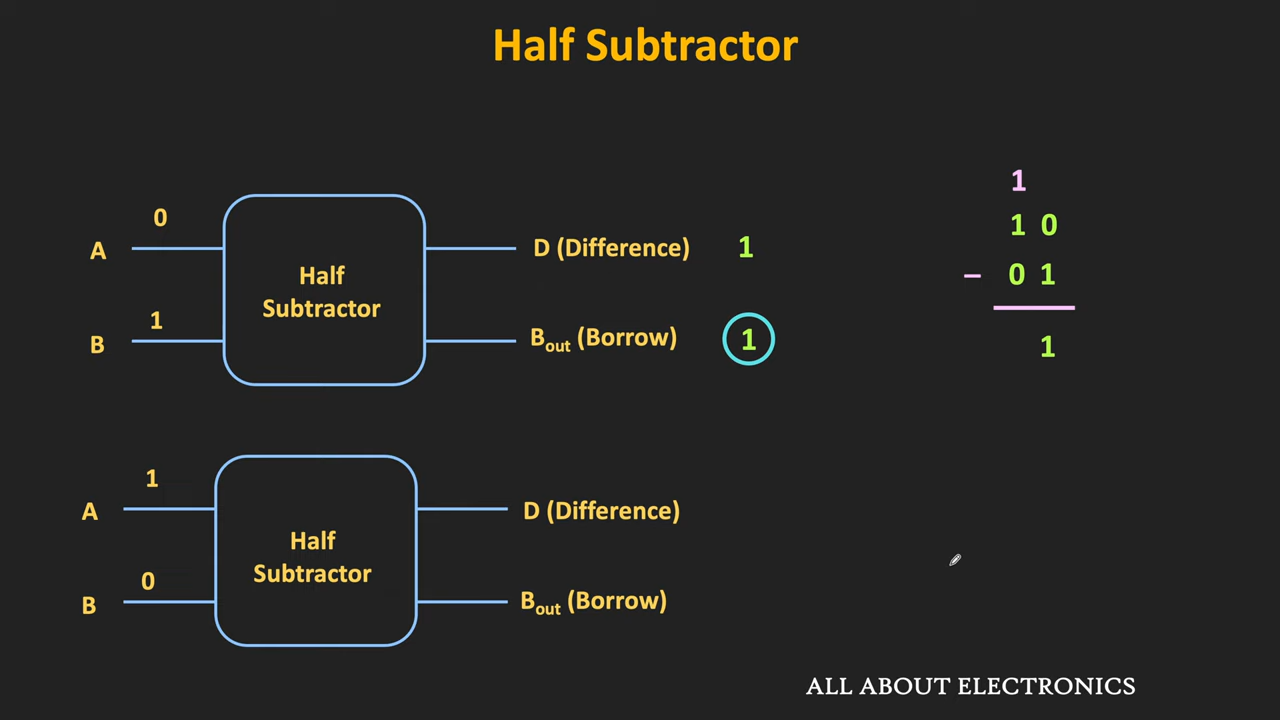 Half Subtractor
0
A
1
B
Half
Subtractor
D (Difference) 1
Bout (Borrow) 1
1
1 0
– 0 1
1
1
A
0
B
Half
Subtractor
D (Difference)
Bout (Borrow)
ALL ABOUT ELECTRONICS